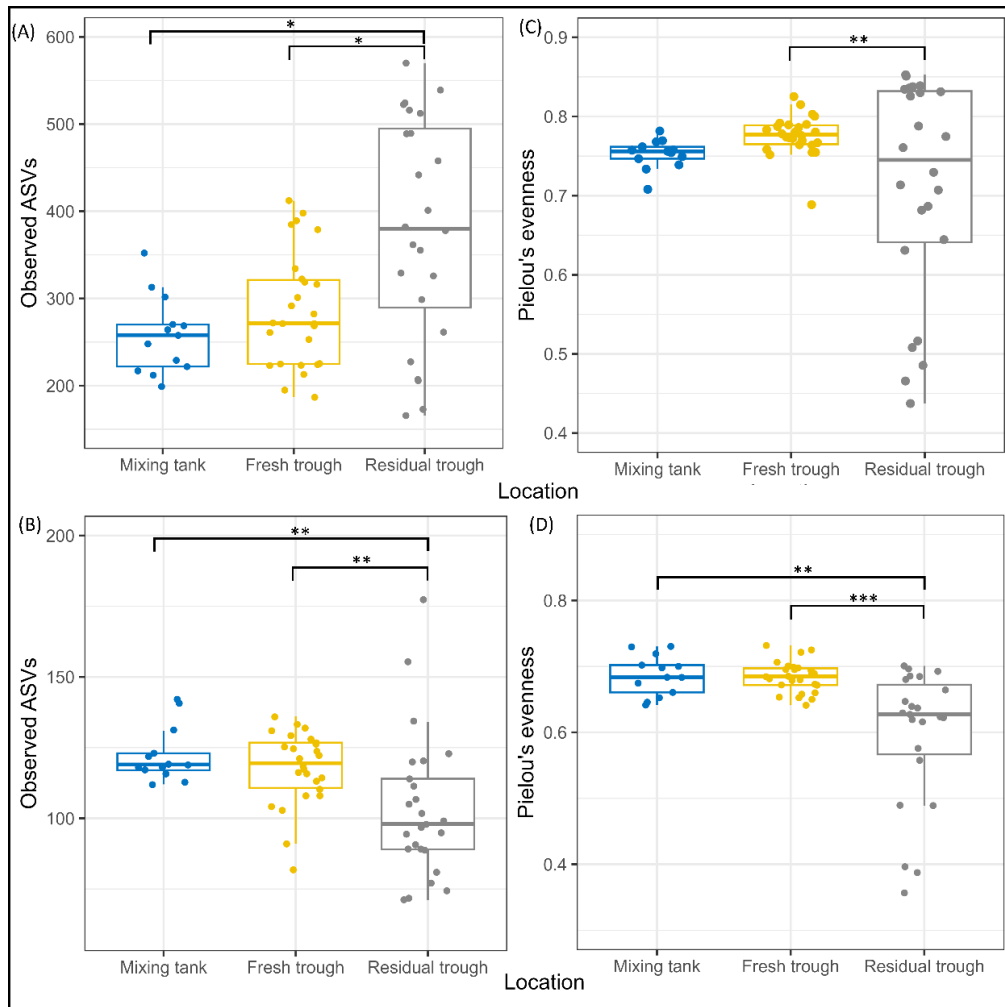 (A)
600
500
400
300
200
Observed ASVs
*
*
Mixing tank Fresh trough Residual trough
(C)
0.9
0.8
0.7
0.6
0.5
0.4
Pielou's evenness
**
Mixing tank Fresh trough Residual trough
Location
(B)
200
150
100
Observed ASVs
**
**
Mixing tank Fresh trough Residual trough
(D)
0.8
0.6
0.4
Pielou's evenness
**
***
Mixing tank Fresh trough Residual trough
Location